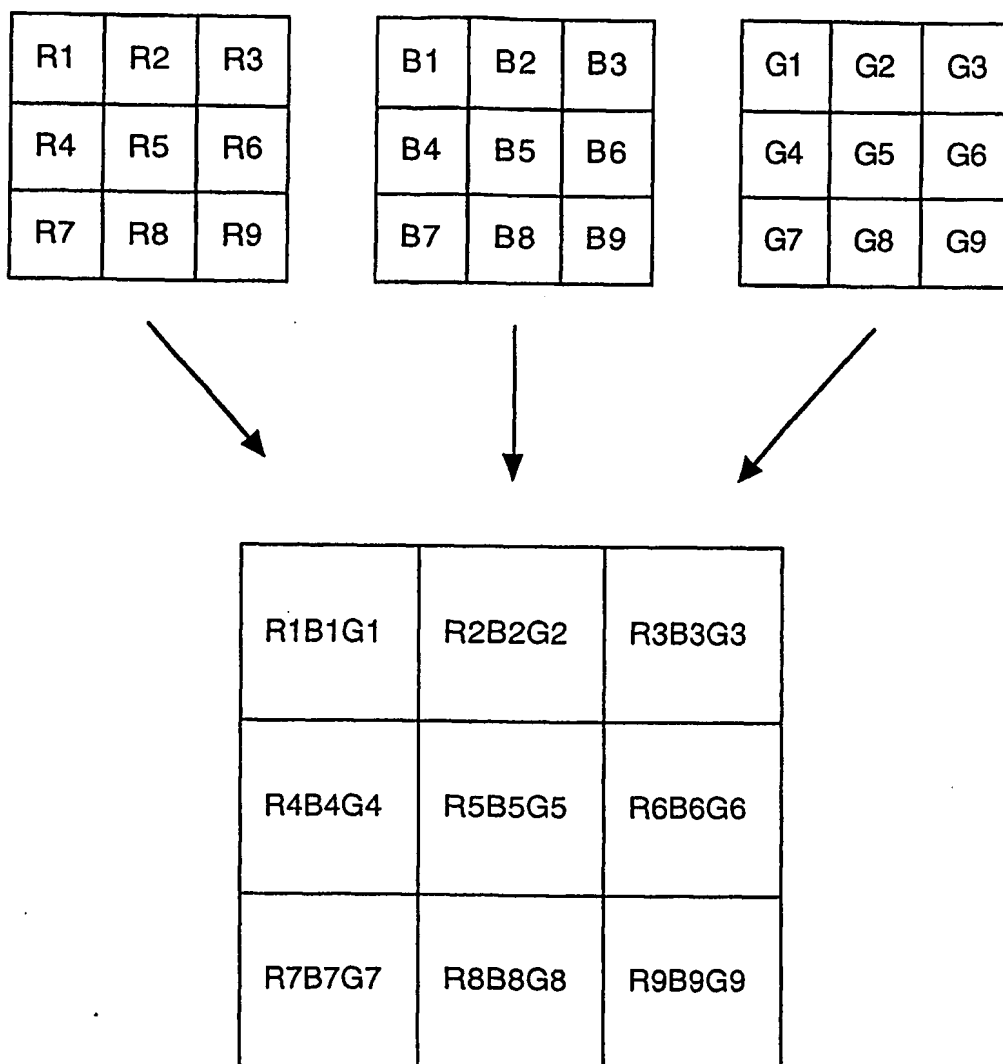 R1 R2 R3 B1 B2 B3 G1 G2 G3
R4 R5 R6 B4 B5 B6 G4 G5 G6
R7 R8 R9 B7 B8 B9 G7 G8 G9
R1B1G1 R2B2G2 R3B3G3
R4B4G4 R5B5G5 R6B6G6
R7B7G7 R8B8G8 R9B9G9